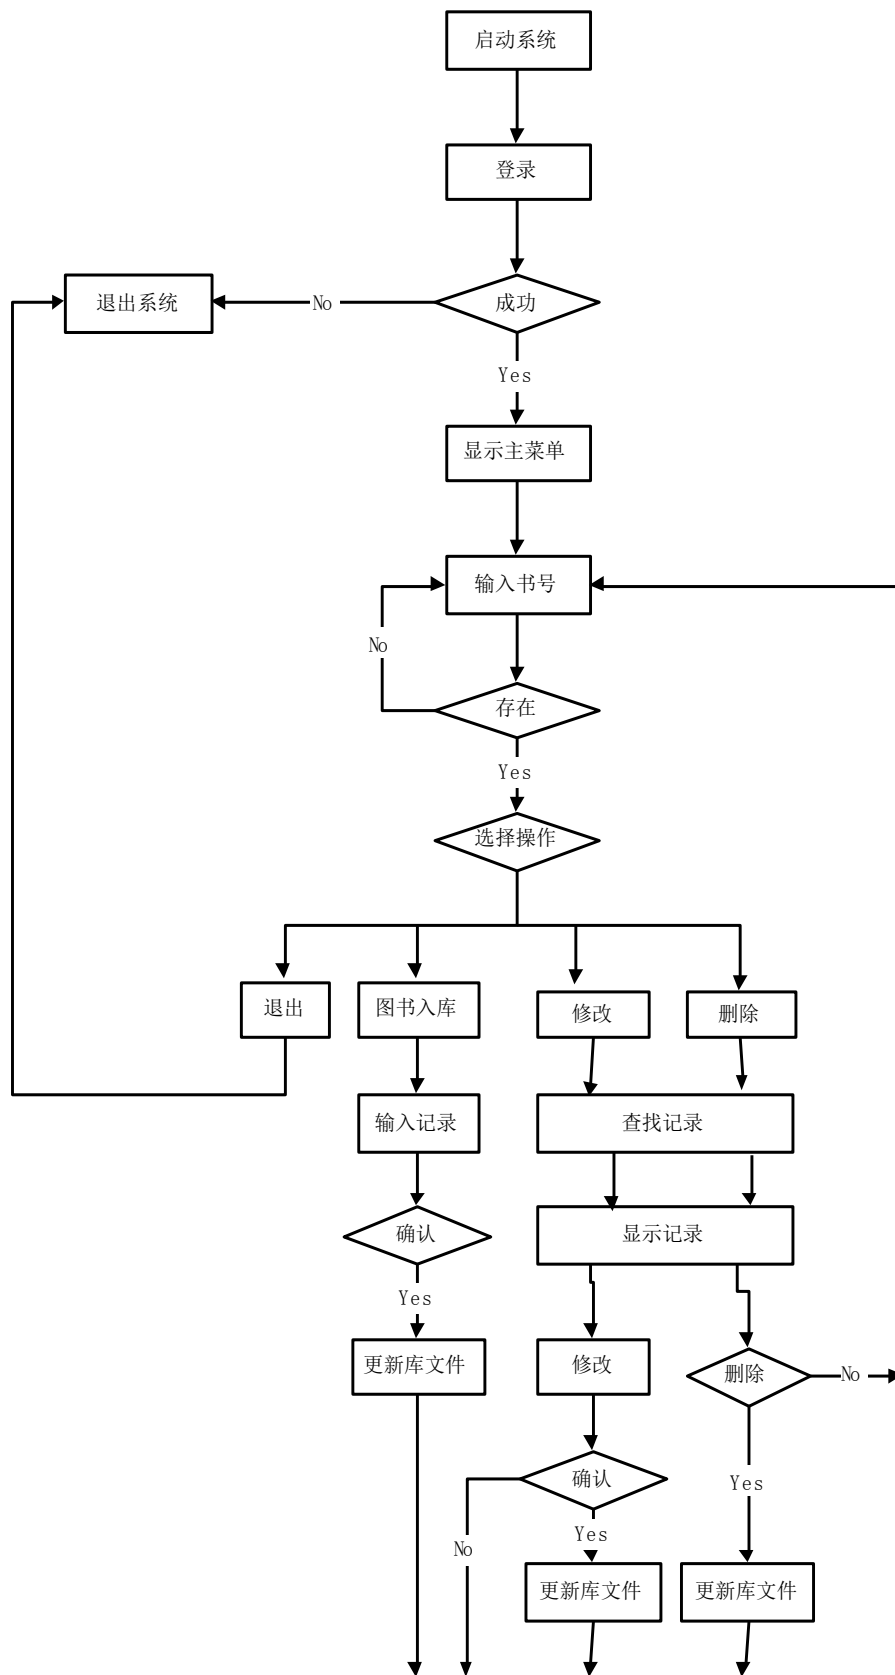 启动系统
登录
退出系统
No
成功
Yes
显示主菜单
输入书号
No
存在
Yes
选择操作
退出
图书入库
修改
删除
输入记录
查找记录
确认
显示记录
Yes
更新库文件
修改
删除
No
确认
Yes
No
Yes
更新库文件
更新库文件